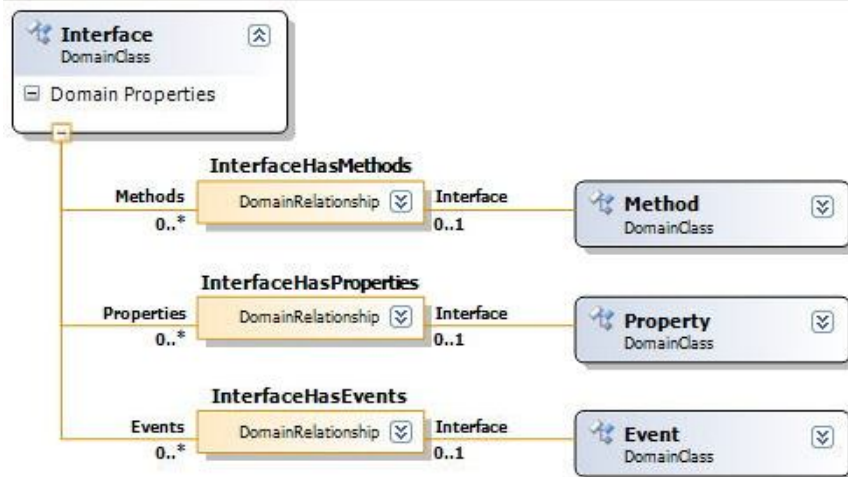 Interface
DomainClass
Domain Properties
InterfaceHasMethods
Methods
DomainRelationship
Interface
0..*
0..1
Method
DomainClass
InterfaceHasProperties
Properties
DomainRelationship
Interface
0..*
0..1
Property
DomainClass
InterfaceHasEvents
Events
DomainRelationship
Interface
0..*
0..1
Event
DomainClass